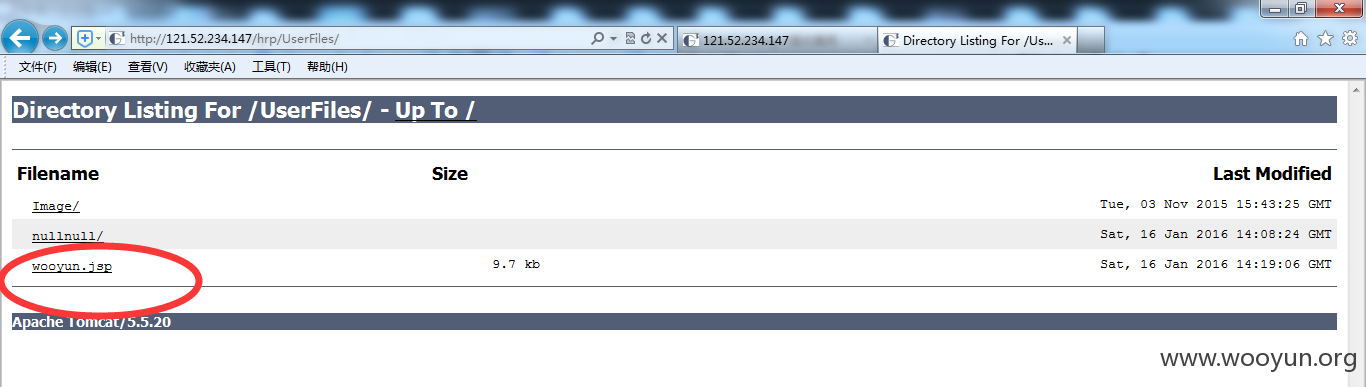 http://121.52.234.147/hrp/UserFiles/
121.52.234.147
Directory Listing For /Us...
文件(F) 编辑(E) 查看(V) 收藏夹(A) 工具(T) 帮助(H)
Directory Listing For /UserFiles/ - Up To /
Filename Size Last Modified
Image/ Tue, 03 Nov 2015 15:43:25 GMT
nullnull/ Sat, 16 Jan 2016 14:08:24 GMT
wooyun.jsp 9.7 kb Sat, 16 Jan 2016 14:19:06 GMT
Apache Tomcat/5.5.20
www.wooyun.org